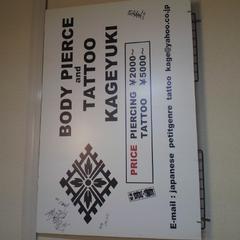 BODY PIERCE
and
TATTOO
KAGEYUKI
PRICE PIERCING ¥2000～
TATTOO ¥5000～
E-mail : japanese petitgenre tattoo kage@yahoo.co.jp